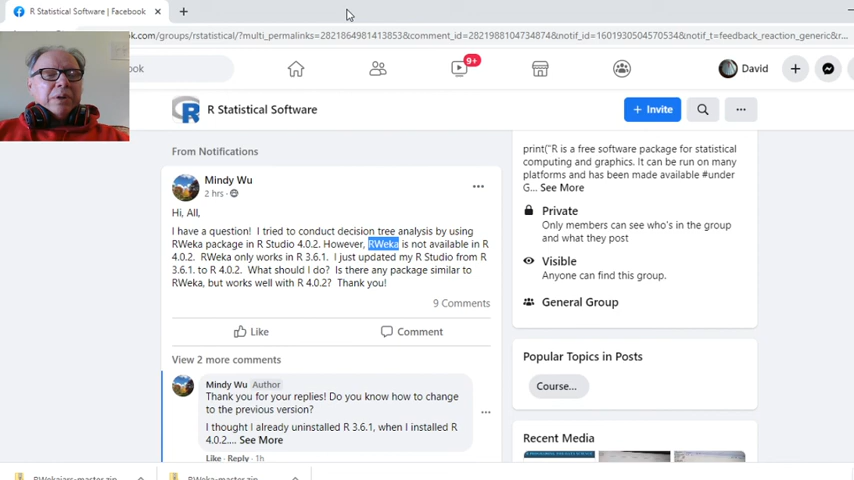 R Statistical Software | Facebook
.com/groups/rstatistical/?multi_permalinks=2821864981413853&comment_id=2821988104734874&notif_id=1601930504570534&notif_t=feedback_reaction_generic&r...
book
9+
David
R Statistical Software
+ Invite
From Notifications
Mindy Wu
2 hrs
Hi, All,
I have a question! I tried to conduct decision tree analysis by using
RWeka package in R Studio 4.0.2. However, RWeka is not available in R
4.0.2. RWeka only works in R 3.6.1. I just updated my R Studio from R
3.6.1. to R 4.0.2. What should I do? Is there any package similar to
RWeka, but works well with R 4.0.2? Thank you!
9 Comments
Like
Comment
View 2 more comments
Mindy Wu Author
Thank you for your replies! Do you know how to change
to the previous version?
I thought I already uninstalled R 3.6.1, when I installed R
4.0.2.... See More
Like · Reply · 1h
print("R is a free software package for statistical
computing and graphics. It can be run on many
platforms and has been made available #under
G... See More
Private
Only members can see who's in the group
and what they post
Visible
Anyone can find this group.
General Group
Popular Topics in Posts
Course...
Recent Media
RWekajars-master.zip
RWeka-master.zip